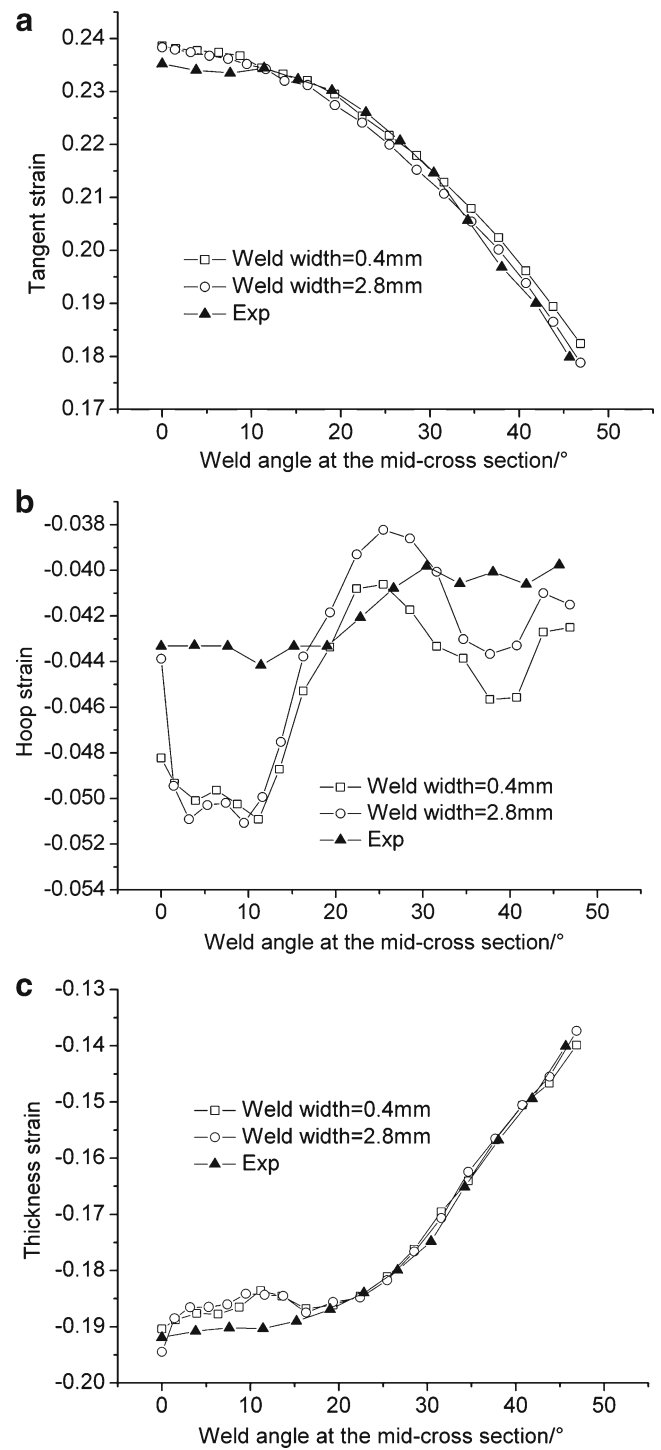 a
0.24
0.23
0.22
0.21
0.20
0.19
0.18
0.17
Tangent strain
Weld width=0.4mm
Weld width=2.8mm
Exp
0 10 20 30 40 50
Weld angle at the mid-cross section/°
b
-0.038
-0.040
-0.042
-0.044
-0.046
-0.048
-0.050
-0.052
-0.054
Hoop strain
Weld width=0.4mm
Weld width=2.8mm
Exp
0 10 20 30 40 50
Weld angle at the mid-cross section/°
c
-0.13
-0.14
-0.15
-0.16
-0.17
-0.18
-0.19
-0.20
Thickness strain
Weld width=0.4mm
Weld width=2.8mm
Exp
0 10 20 30 40 50
Weld angle at the mid-cross section/°